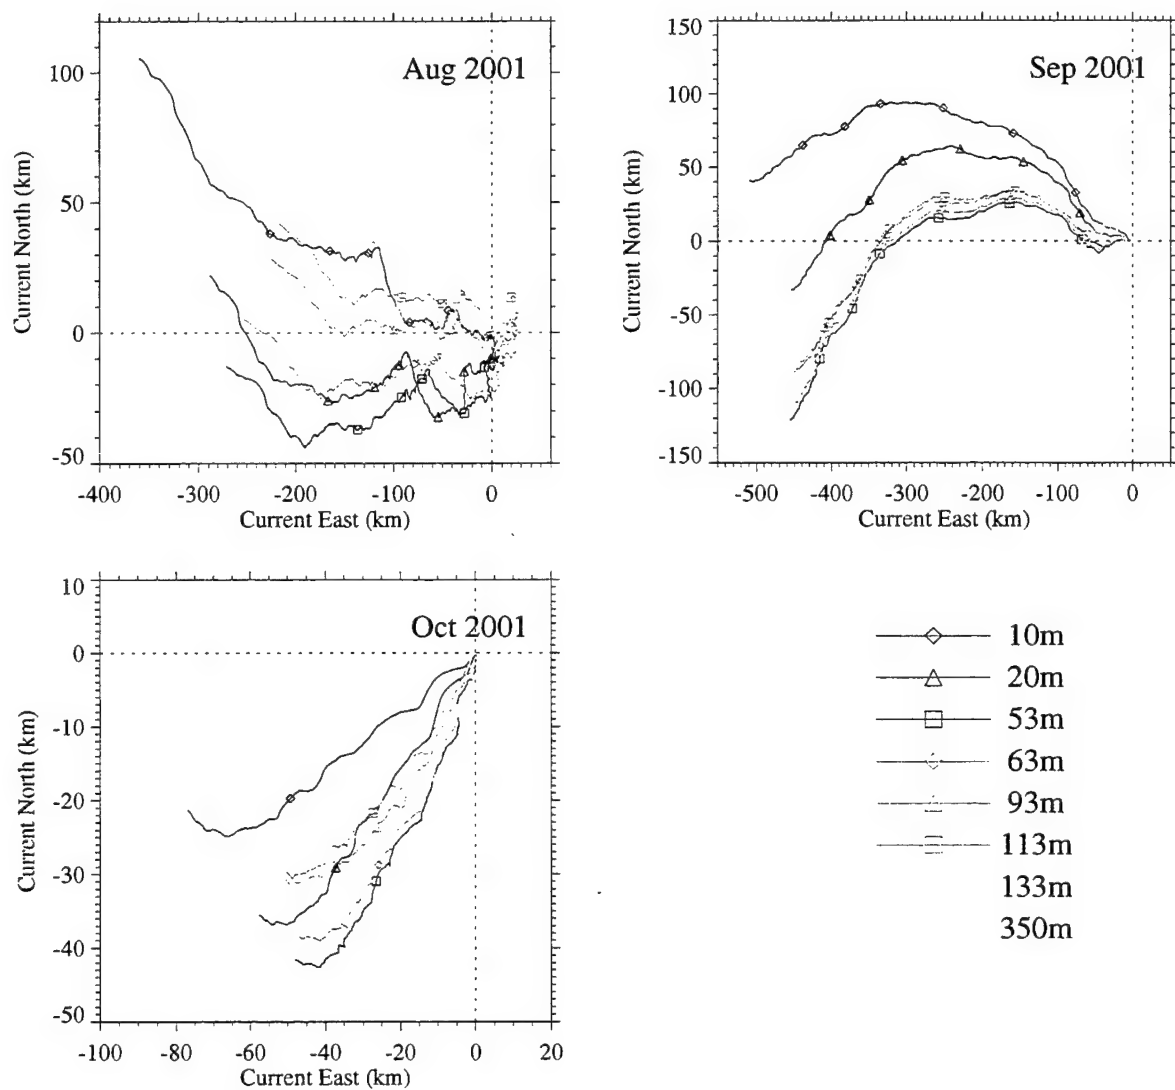 Aug 2001
Current North (km)
100
50
0
-50
-400 -300 -200 -100 0
Current East (km)
Sep 2001
Current North (km)
150
100
50
0
-50
-100
-150
-500 -400 -300 -200 -100 0
Current East (km)
Oct 2001
Current North (km)
10
0
-10
-20
-30
-40
-50
-100 -80 -60 -40 -20 0 20
Current East (km)
10m
20m
53m
63m
93m
113m
133m
350m